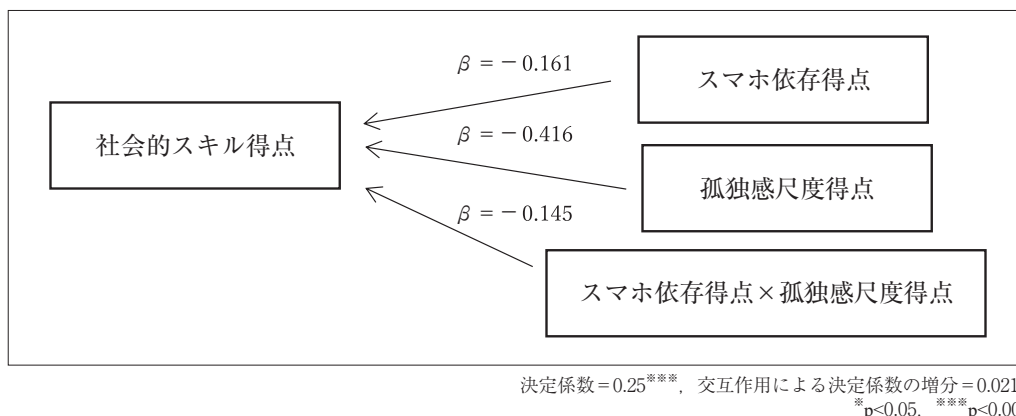 β = −0.161
スマホ依存得点
社会的スキル得点
β = −0.416
孤独感尺度得点
β = −0.145
スマホ依存得点×孤独感尺度得点
決定係数=0.25※※※，交互作用による決定係数の増分=0.021
※p<0.05，※※※p<0.00